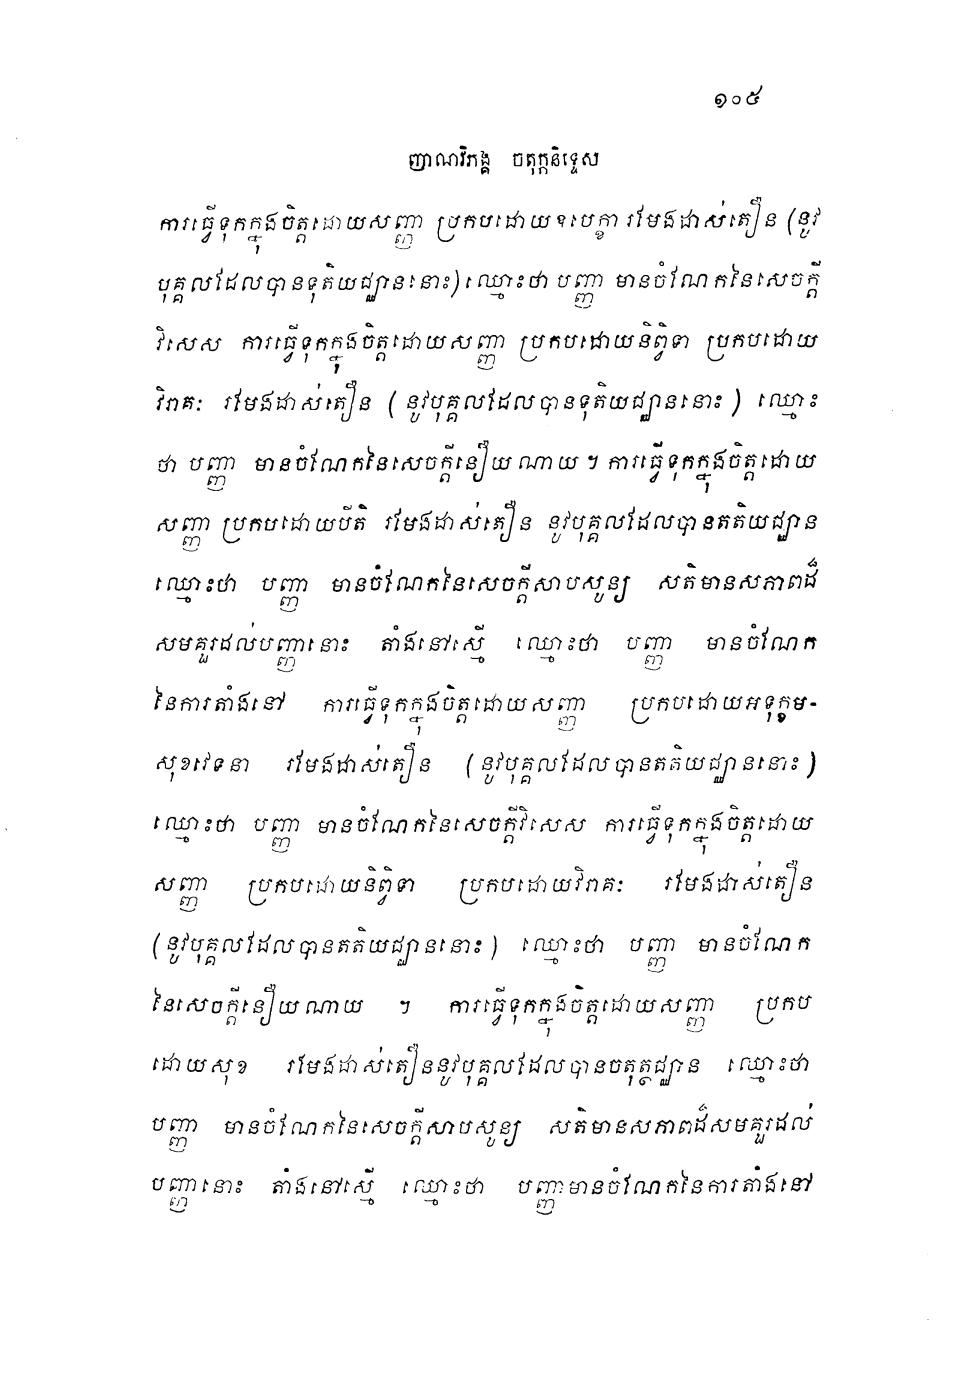 ១០៥
ញាណវិភង្គ ចតុក្កនិទ្ទេស
ការធ្វើទុកក្នុងចិត្តដោយសញ្ញា ប្រកបដោយឧបេក្ខា រមែងដាស់តឿន (នូវ
បុគ្គលដែលបានទុតិយជ្ឈាននោះ) ឈ្មោះថា បញ្ញា មានចំណែកនៃសេចក្តី
វិសេស ការធ្វើទុកក្នុងចិត្តដោយសញ្ញា ប្រកបដោយនិព្វិទា ប្រកបដោយ
វិរាគៈ រមែងដាស់តឿន ( នូវបុគ្គលដែលបានទុតិយជ្ឈាននោះ ) ឈ្មោះ
ថា បញ្ញា មានចំណែកនៃសេចក្តីនឿយណាយ ។ ការធ្វើទុកក្នុងចិត្តដោយ
សញ្ញា ប្រកបដោយបីតិ រមែងដាស់តឿន នូវបុគ្គលដែលបានតតិយជ្ឈាន
ឈ្មោះថា បញ្ញា មានចំណែកនៃសេចក្តីសាបសូន្យ សតិមានសភាពដ៏
សមគួរដល់បញ្ញានោះ តាំងនៅស្មើ ឈ្មោះថា បញ្ញា មានចំណែក
នៃការតាំងនៅ ការធ្វើទុកក្នុងចិត្តដោយសញ្ញា ប្រកបដោយអទុក្ខម-
សុខវេទនា រមែងដាស់តឿន (នូវបុគ្គលដែលបានតតិយជ្ឈាននោះ )
ឈ្មោះថា បញ្ញា មានចំណែកនៃសេចក្តីវិសេស ការធ្វើទុកក្នុងចិត្តដោយ
សញ្ញា ប្រកបដោយនិព្វិទា ប្រកបដោយវិរាគៈ រមែងដាស់តឿន
(នូវបុគ្គលដែលបានតតិយជ្ឈាននោះ ) ឈ្មោះថា បញ្ញា មានចំណែក
នៃសេចក្តីនឿយណាយ ។ ការធ្វើទុកក្នុងចិត្តដោយសញ្ញា ប្រកប
ដោយសុខ រមែងដាស់តឿននូវបុគ្គលដែលបានចតុត្ថជ្ឈាន ឈ្មោះថា
បញ្ញា មានចំណែកនៃសេចក្តីសាបសូន្យ សតិមានសភាពដ៏សមគួរដល់
បញ្ញានោះ តាំងនៅស្មើ ឈ្មោះថា បញ្ញាមានចំណែកនៃការតាំងនៅ